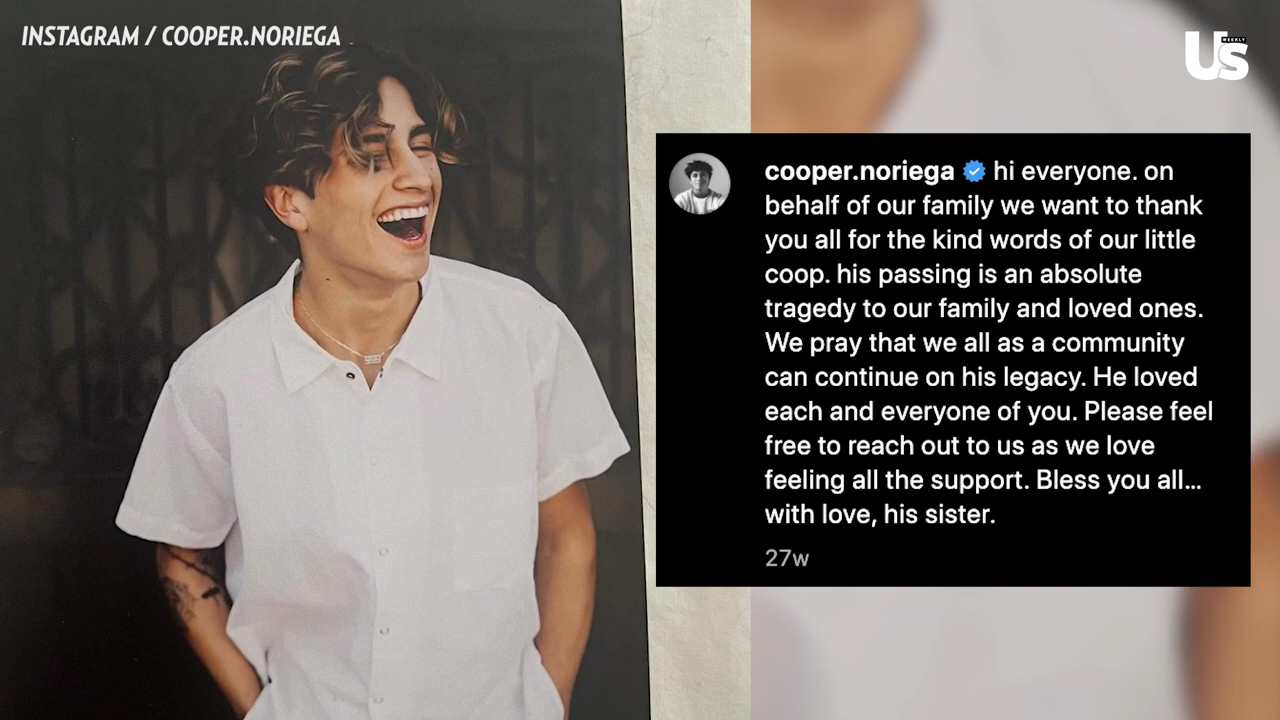 INSTAGRAM / COOPER.NORIEGA
Us
WEEKLY
cooper.noriega hi everyone. on
behalf of our family we want to thank
you all for the kind words of our little
coop. his passing is an absolute
tragedy to our family and loved ones.
We pray that we all as a community
can continue on his legacy. He loved
each and everyone of you. Please feel
free to reach out to us as we love
feeling all the support. Bless you all...
with love, his sister.
27w